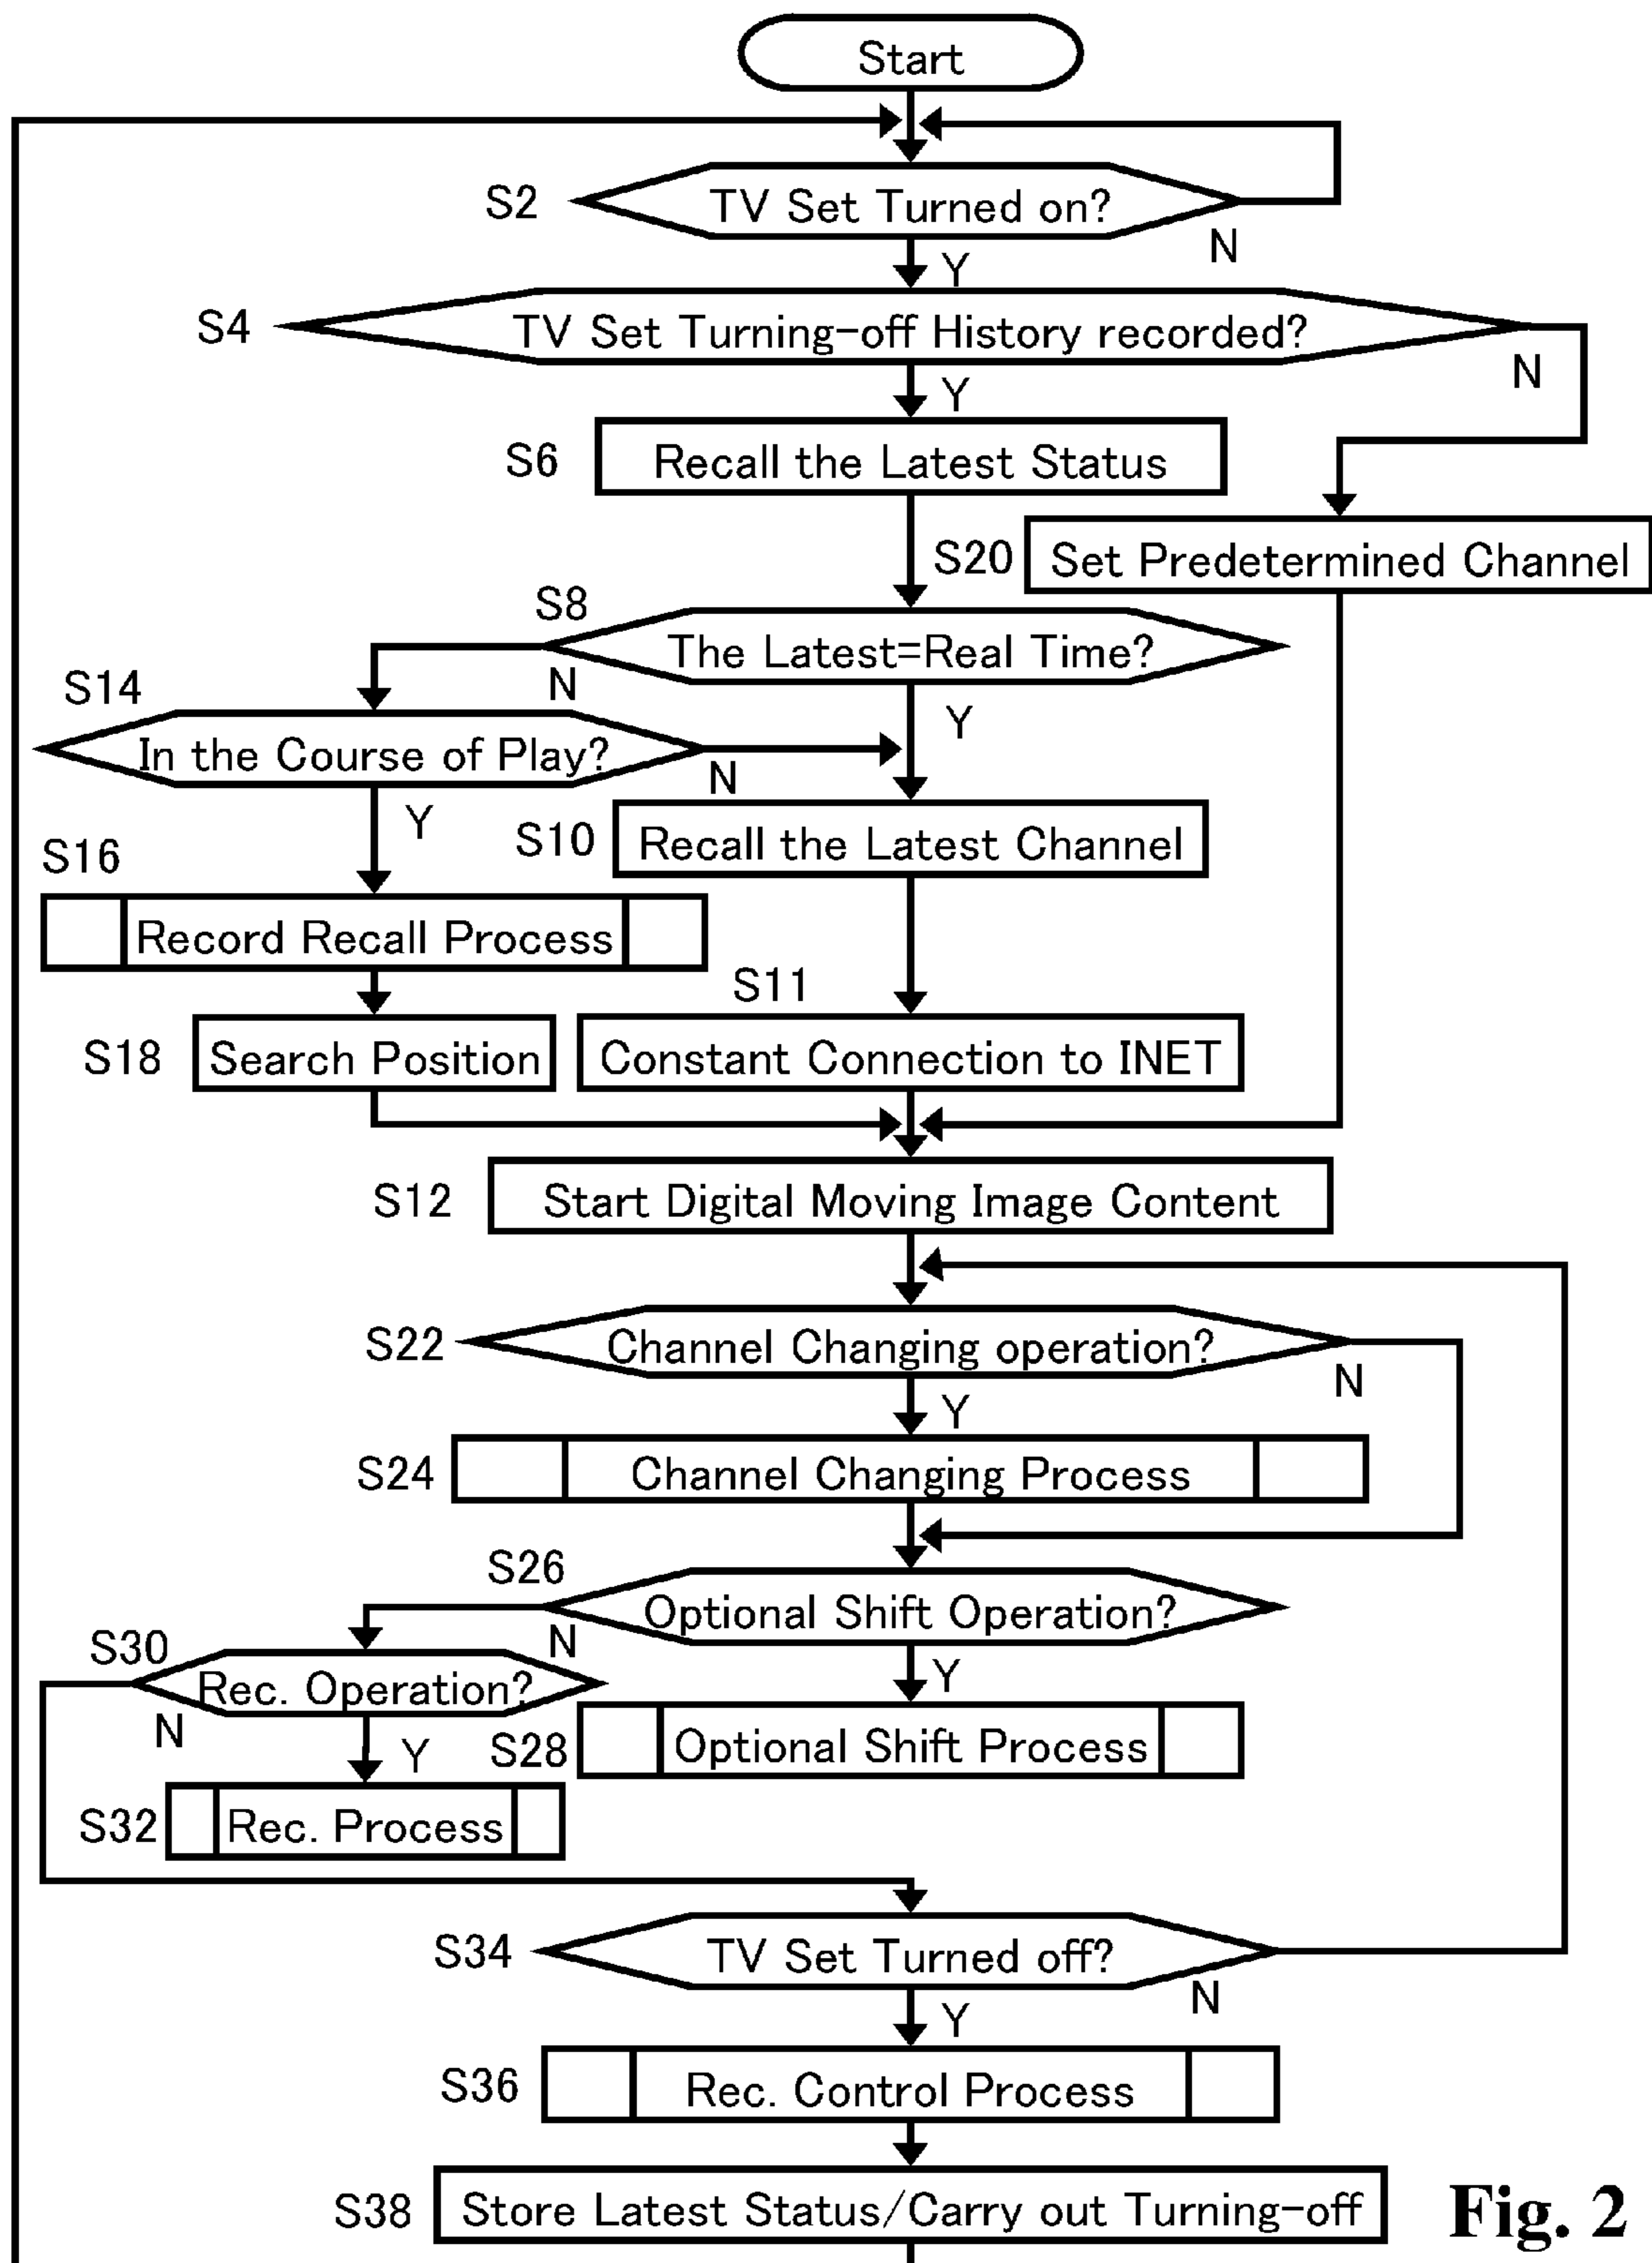 Start
S2
TV Set Turned on?
N
Y
S4
TV Set Turning-off History recorded?
N
Y
S6
Recall the Latest Status
S20
Set Predetermined Channel
S8
The Latest=Real Time?
N
Y
S14
In the Course of Play?
N
Y
S10
Recall the Latest Channel
S16
Record Recall Process
S11
S18
Search Position
Constant Connection to INET
S12
Start Digital Moving Image Content
S22
Channel Changing operation?
N
Y
S24
Channel Changing Process
S26
Optional Shift Operation?
N
Y
S30
Rec. Operation?
N
Y
S28
Optional Shift Process
S32
Rec. Process
S34
TV Set Turned off?
N
Y
S36
Rec. Control Process
S38
Store Latest Status/Carry out Turning-off
Fig. 2